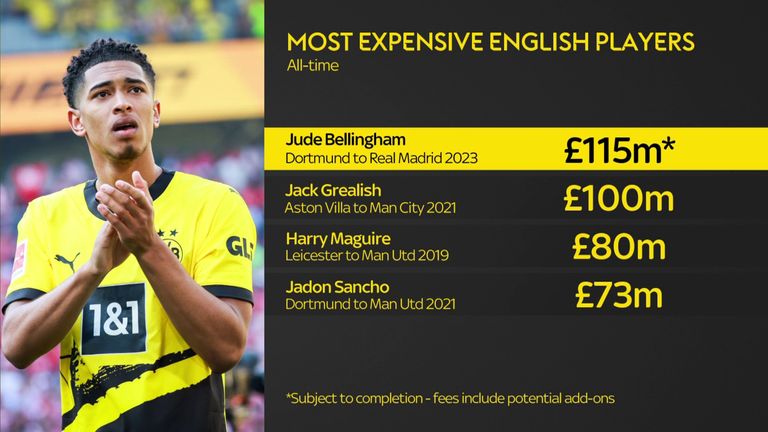 MOST EXPENSIVE ENGLISH PLAYERS
All-time
Jude Bellingham
Dortmund to Real Madrid 2023
£115m*
Jack Grealish
Aston Villa to Man City 2021
£100m
Harry Maguire
Leicester to Man Utd 2019
£80m
Jadon Sancho
Dortmund to Man Utd 2021
£73m
*Subject to completion - fees include potential add-ons
1&1
GLS